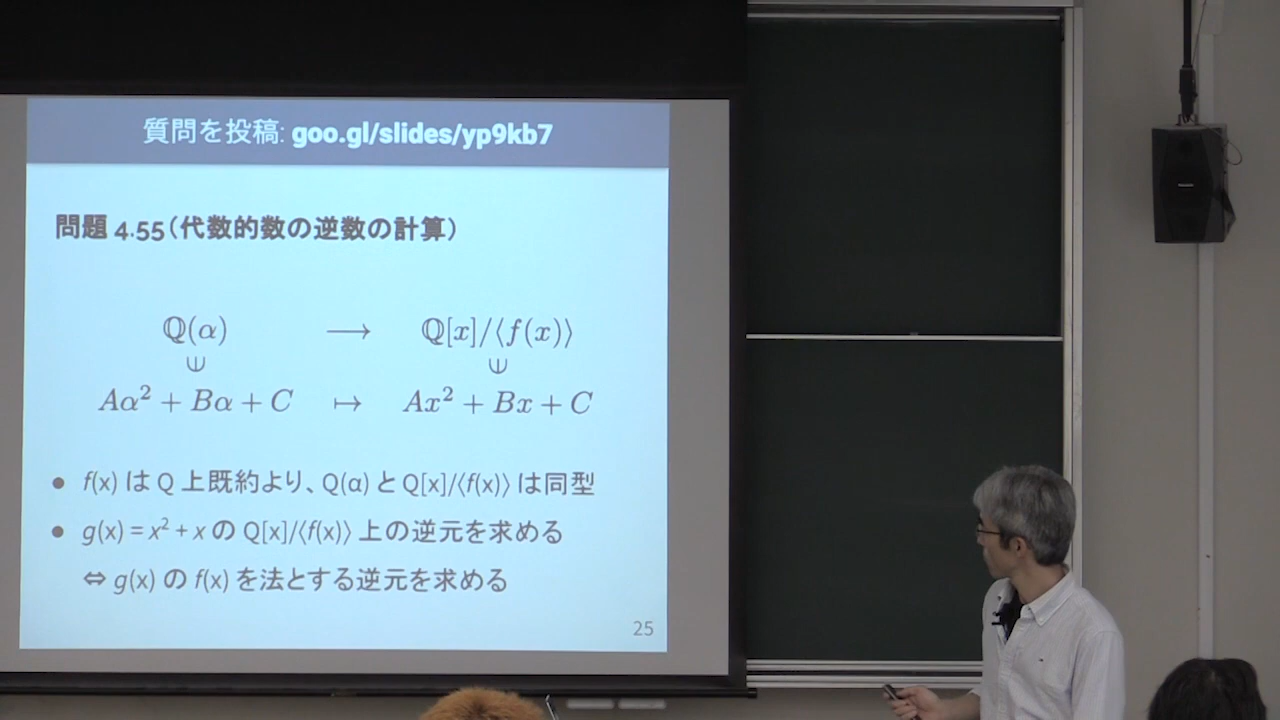 質問を投稿: goo.gl/slides/yp9kb7
問題 4.55(代数的数の逆数の計算)
ℚ(α) ⟶ ℚ[x]/⟨f(x)⟩
Aα² + Bα + C ↦ Ax² + Bx + C
● f(x) は Q 上既約より、Q(α) と Q[x]/⟨f(x)⟩ は同型
● g(x) = x² + x の Q[x]/⟨f(x)⟩ 上の逆元を求める
⇔ g(x) の f(x) を法とする逆元を求める
25